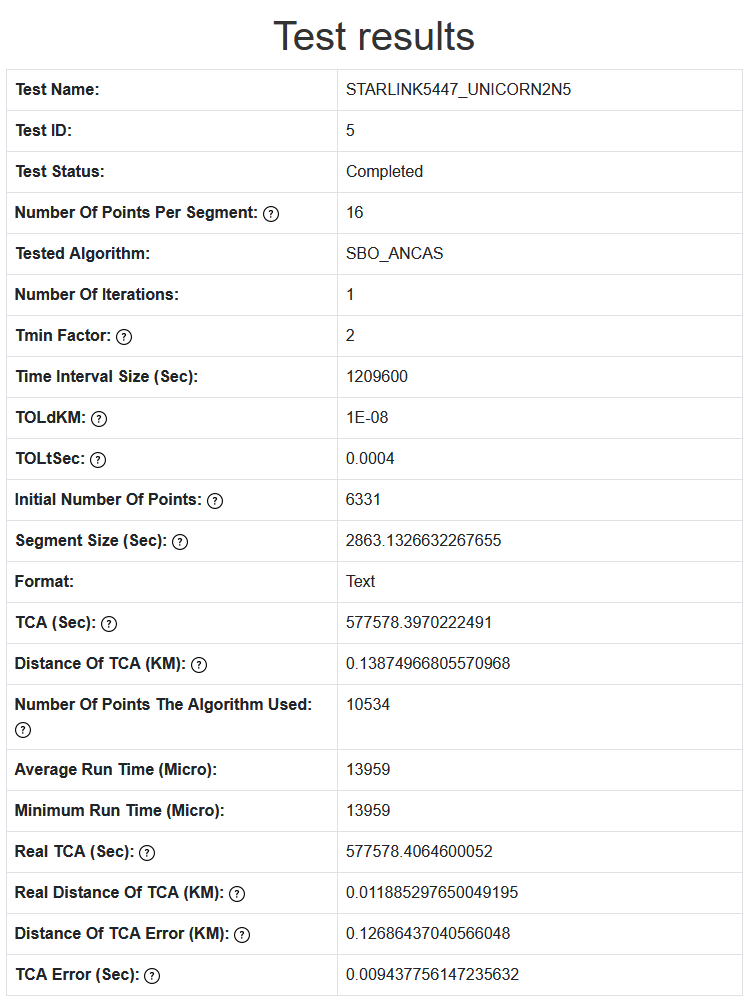 Test results
Test Name: STARLINK5447_UNICORN2N5
Test ID: 5
Test Status: Completed
Number Of Points Per Segment: ? 16
Tested Algorithm: SBO_ANCAS
Number Of Iterations: 1
Tmin Factor: ? 2
Time Interval Size (Sec): 1209600
TOLdKM: ? 1E-08
TOLtSec: ? 0.0004
Initial Number Of Points: ? 6331
Segment Size (Sec): ? 2863.1326632267655
Format: Text
TCA (Sec): ? 577578.3970222491
Distance Of TCA (KM): ? 0.13874966805570968
Number Of Points The Algorithm Used: 10534
?
Average Run Time (Micro): 13959
Minimum Run Time (Micro): 13959
Real TCA (Sec): ? 577578.4064600052
Real Distance Of TCA (KM): ? 0.011885297650049195
Distance Of TCA Error (KM): ? 0.12686437040566048
TCA Error (Sec): ? 0.009437756147235632